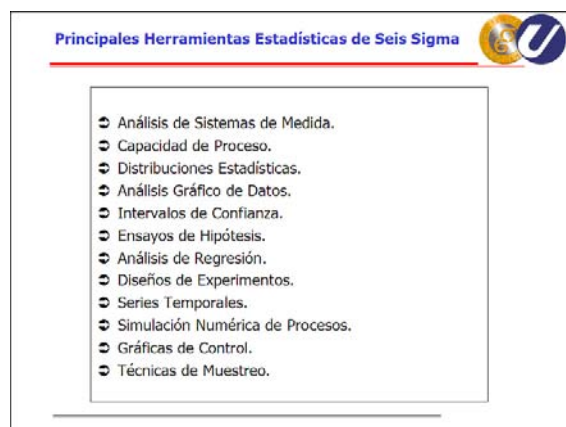 Principales Herramientas Estadísticas de Seis Sigma
Análisis de Sistemas de Medida.
Capacidad de Proceso.
Distribuciones Estadísticas.
Análisis Gráfico de Datos.
Intervalos de Confianza.
Ensayos de Hipótesis.
Análisis de Regresión.
Diseños de Experimentos.
Series Temporales.
Simulación Numérica de Procesos.
Gráficas de Control.
Técnicas de Muestreo.